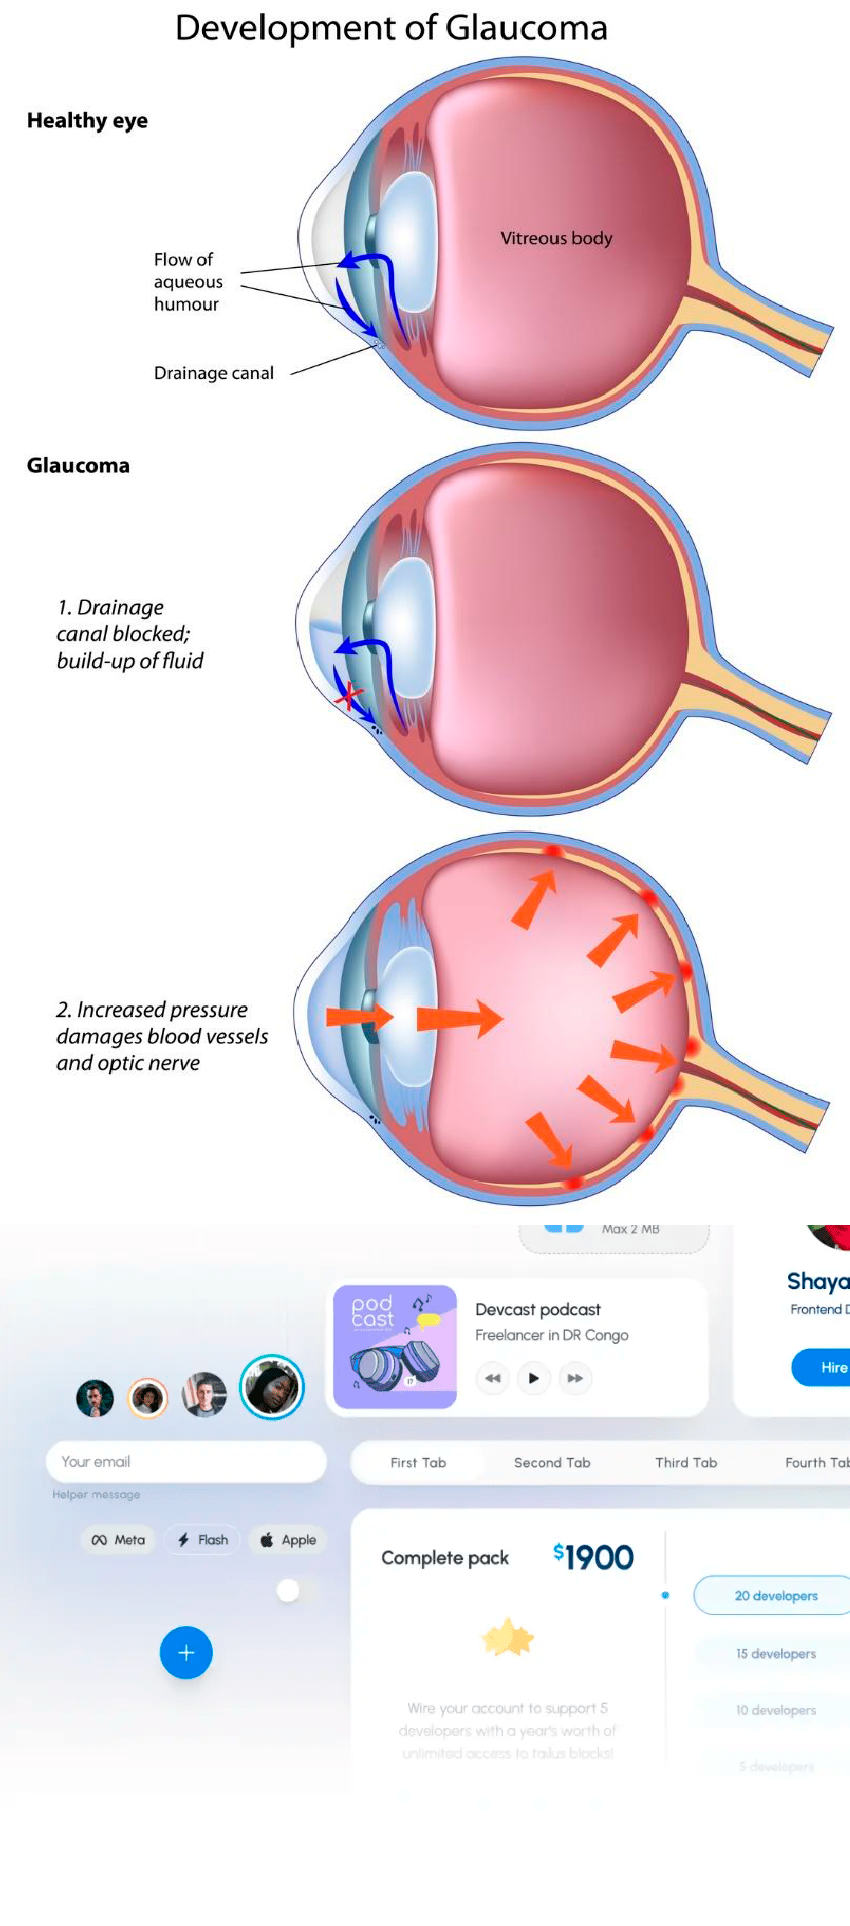 Development of Glaucoma
Healthy eye
Vitreous body
Flow of
aqueous
humour
Drainage canal
Glaucoma
1. Drainage
canal blocked;
build-up of fluid
2. Increased pressure
damages blood vessels
and optic nerve
Max 2 MB
pod
cast
Devcast podcast
Freelancer in DR Congo
17
Shaya
Frontend D
Hire
Your email
Helper message
First Tab
Second Tab
Third Tab
Fourth Tab
Meta
Flash
Apple
Complete pack
$1900
20 developers
15 developers
10 developers
5 developers
Wire your account to support 5
developers with a year's worth of
unlimited access to tailus blocks!